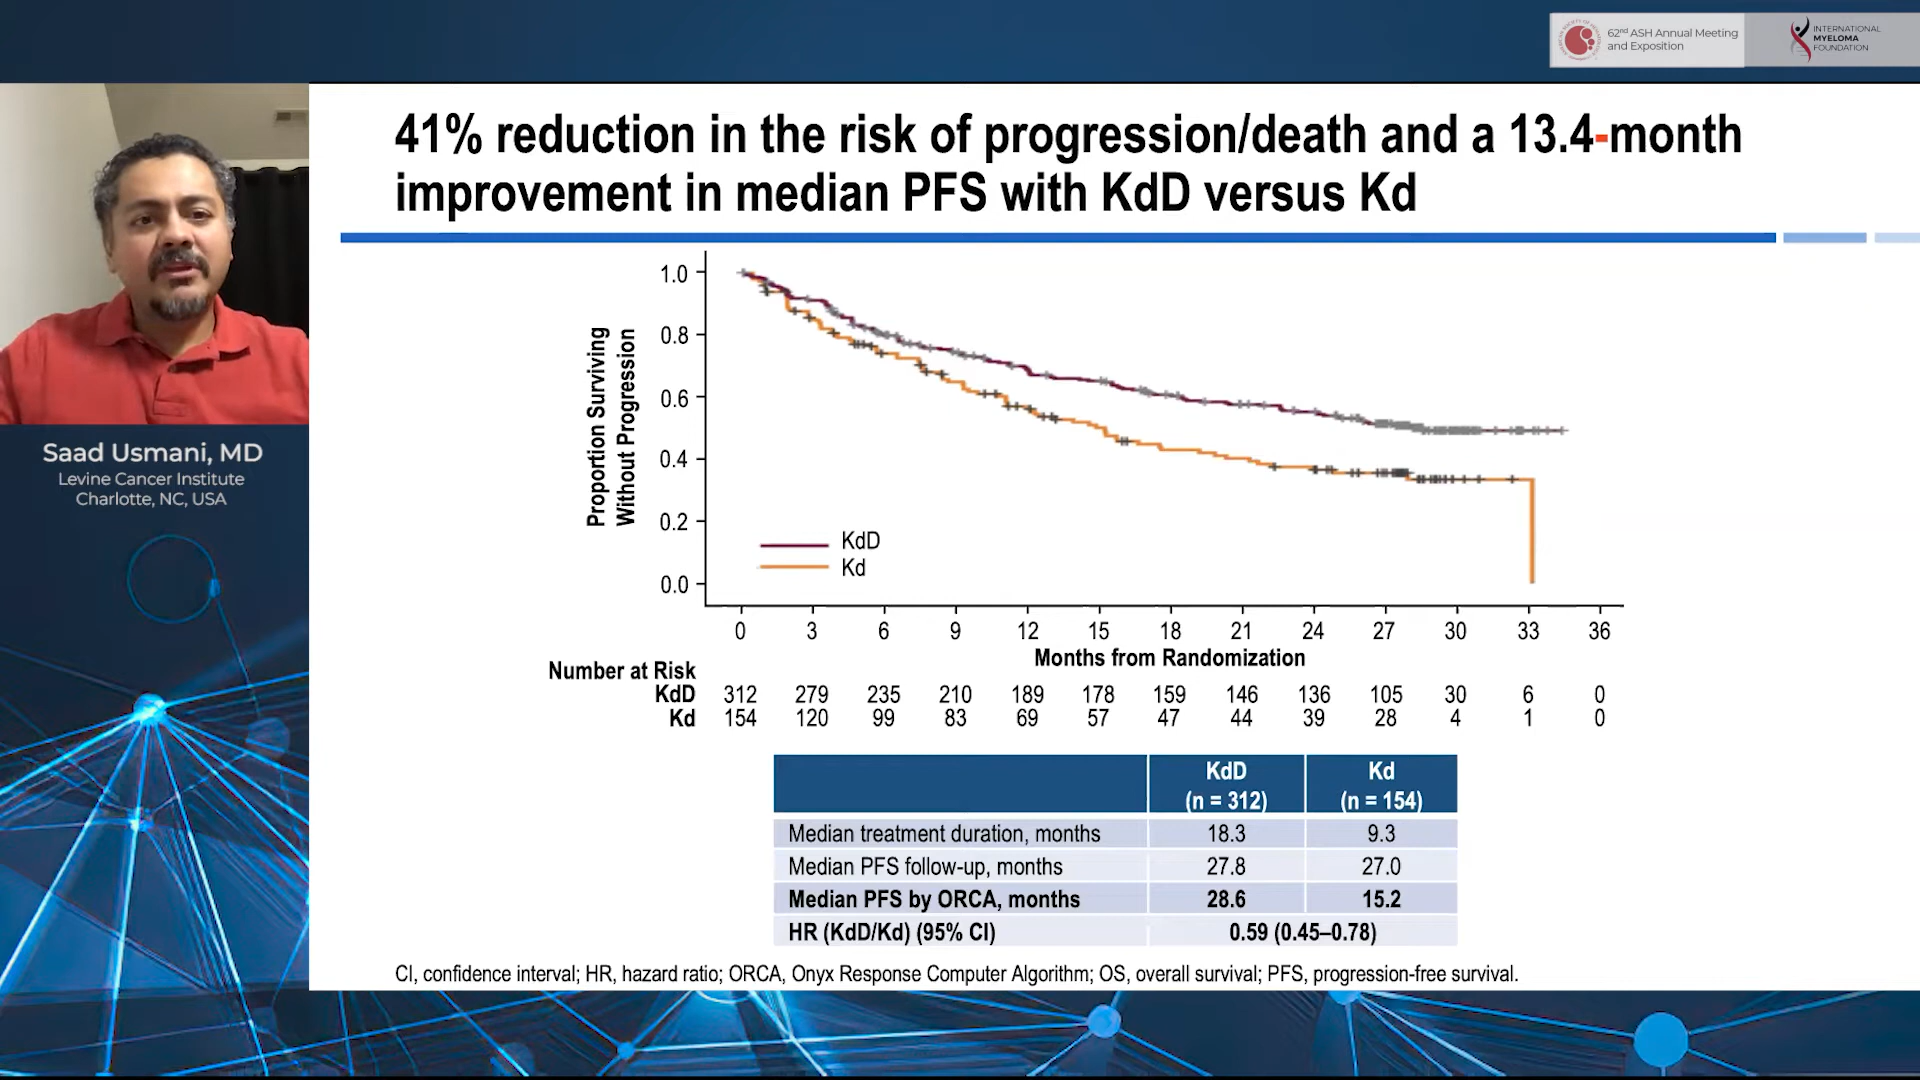 62nd ASH Annual Meeting
and Exposition
INTERNATIONAL
MYELOMA
FOUNDATION
41% reduction in the risk of progression/death and a 13.4-month
improvement in median PFS with KdD versus Kd
Saad Usmani, MD
Levine Cancer Institute
Charlotte, NC, USA
Proportion Surviving
Without Progression
1.0
0.8
0.6
0.4
0.2
0.0
KdD
Kd
0 3 6 9 12 15 18 21 24 27 30 33 36
Months from Randomization
Number at Risk
KdD 312 279 235 210 189 178 159 146 136 105 30 6 0
Kd 154 120 99 83 69 57 47 44 39 28 4 1 0
KdD Kd
(n = 312) (n = 154)
Median treatment duration, months 18.3 9.3
Median PFS follow-up, months 27.8 27.0
Median PFS by ORCA, months 28.6 15.2
HR (KdD/Kd) (95% CI) 0.59 (0.45–0.78)
CI, confidence interval; HR, hazard ratio; ORCA, Onyx Response Computer Algorithm; OS, overall survival; PFS, progression-free survival.